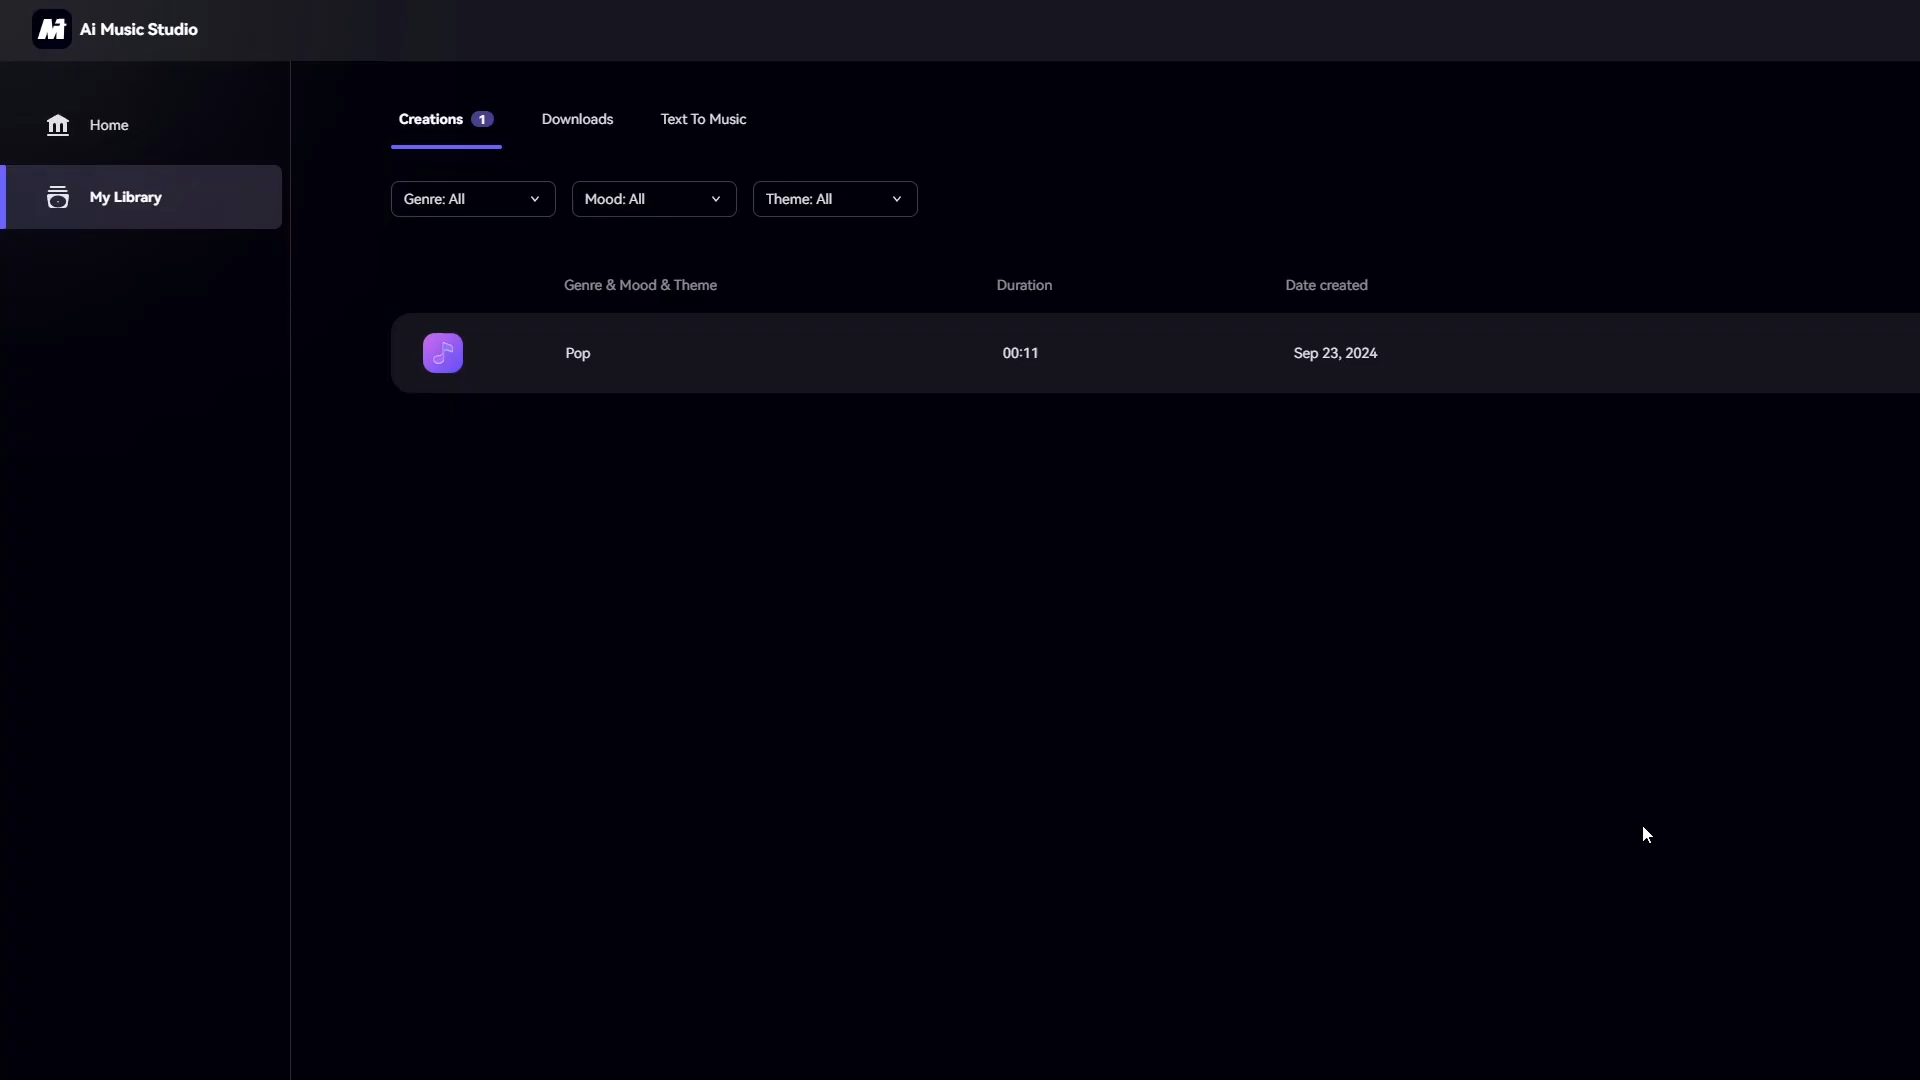 Ai Music Studio
Home
My Library
Creations 1
Downloads
Text To Music
Genre: All
Mood: All
Theme: All
Genre & Mood & Theme
Duration
Date created
Pop
00:11
Sep 23, 2024